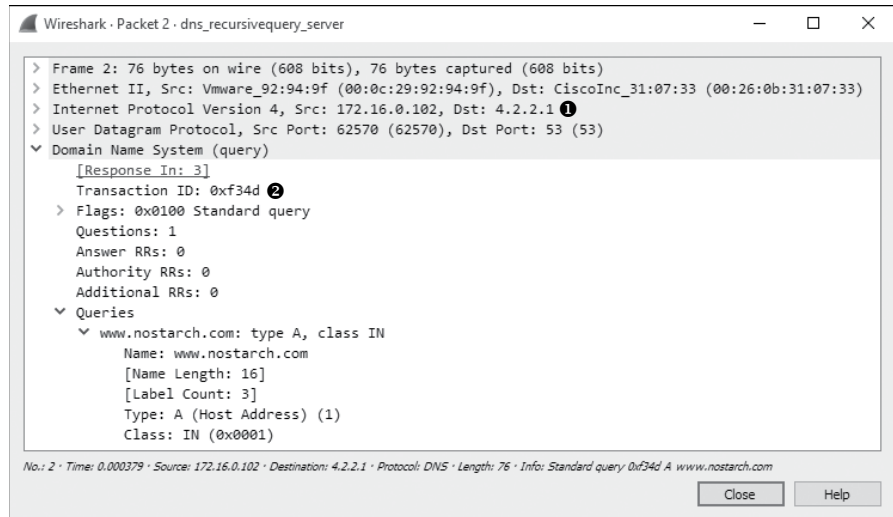 Wireshark · Packet 2 · dns_recursivequery_server
Frame 2: 76 bytes on wire (608 bits), 76 bytes captured (608 bits)
Ethernet II, Src: Vmware_92:94:9f (00:0c:29:92:94:9f), Dst: CiscoInc_31:07:33 (00:26:0b:31:07:33)
Internet Protocol Version 4, Src: 172.16.0.102, Dst: 4.2.2.1 ❶
User Datagram Protocol, Src Port: 62570 (62570), Dst Port: 53 (53)
Domain Name System (query)
[Response In: 3]
Transaction ID: 0xf34d ❷
Flags: 0x0100 Standard query
Questions: 1
Answer RRs: 0
Authority RRs: 0
Additional RRs: 0
Queries
www.nostarch.com: type A, class IN
Name: www.nostarch.com
[Name Length: 16]
[Label Count: 3]
Type: A (Host Address) (1)
Class: IN (0x0001)
No.: 2 · Time: 0.000379 · Source: 172.16.0.102 · Destination: 4.2.2.1 · Protocol: DNS · Length: 76 · Info: Standard query 0xf34d A www.nostarch.com
Close Help